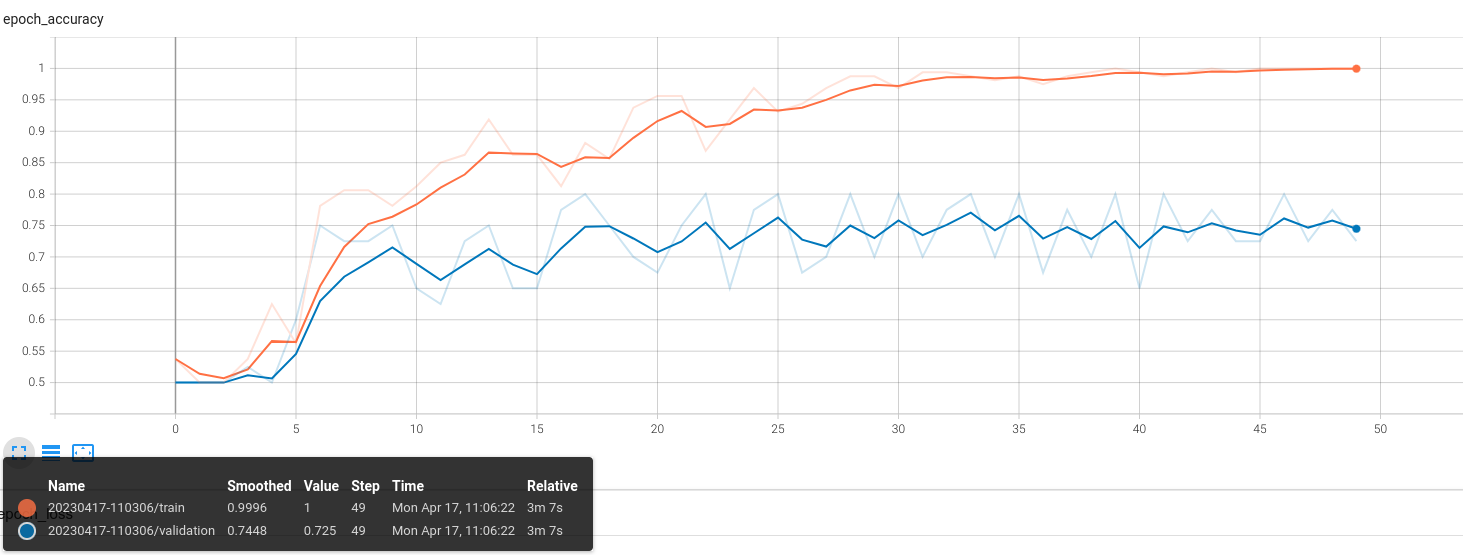 epoch_accuracy
1
0.95
0.9
0.85
0.8
0.75
0.7
0.65
0.6
0.55
0.5
0 5 10 15 20 25 30 35 40 45 50
Name Smoothed Value Step Time Relative
20230417-110306/train 0.9996 1 49 Mon Apr 17, 11:06:22 3m 7s
epoch_loss
20230417-110306/validation 0.7448 0.725 49 Mon Apr 17, 11:06:22 3m 7s